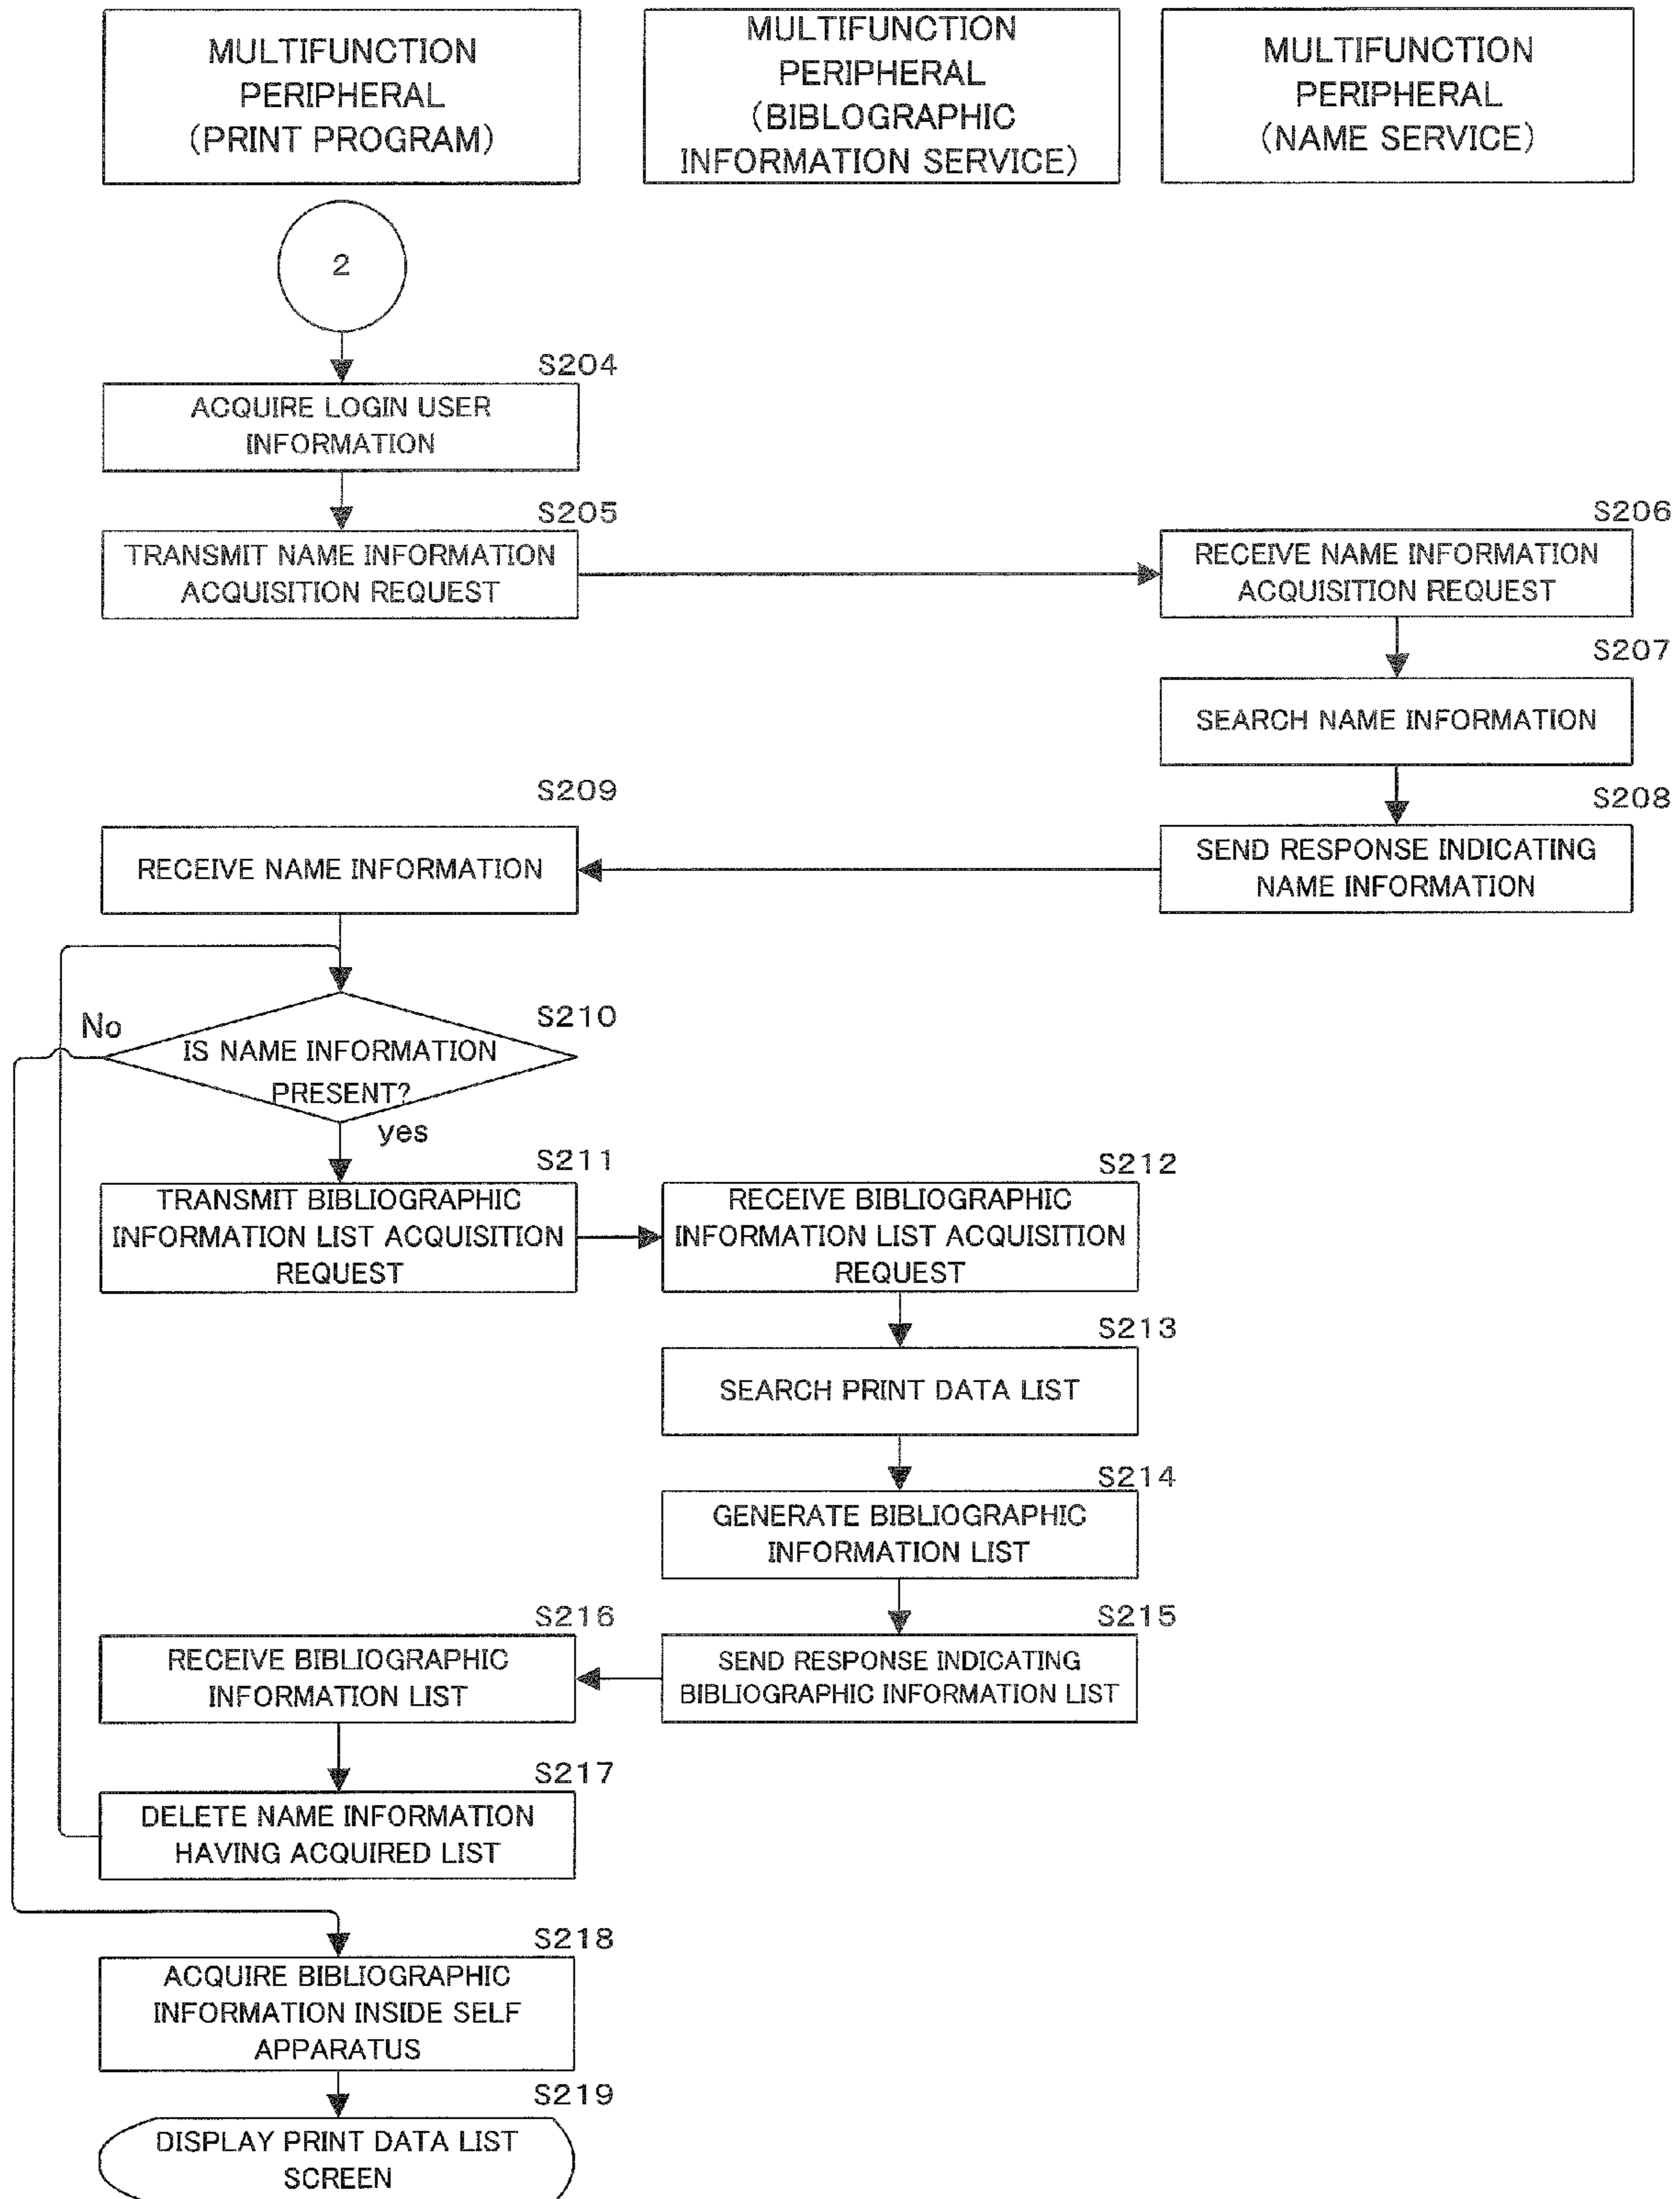 MULTIFUNCTION
PERIPHERAL
(PRINT PROGRAM)
MULTIFUNCTION
PERIPHERAL
(BIBLOGRAPHIC
INFORMATION SERVICE)
MULTIFUNCTION
PERIPHERAL
(NAME SERVICE)
2
S204
ACQUIRE LOGIN USER
INFORMATION
S205
TRANSMIT NAME INFORMATION
ACQUISITION REQUEST
S206
RECEIVE NAME INFORMATION
ACQUISITION REQUEST
S207
SEARCH NAME INFORMATION
S208
SEND RESPONSE INDICATING
NAME INFORMATION
S209
RECEIVE NAME INFORMATION
S210
No
IS NAME INFORMATION
PRESENT?
yes
S211
TRANSMIT BIBLIOGRAPHIC
INFORMATION LIST ACQUISITION
REQUEST
S212
RECEIVE BIBLIOGRAPHIC
INFORMATION LIST ACQUISITION
REQUEST
S213
SEARCH PRINT DATA LIST
S214
GENERATE BIBLIOGRAPHIC
INFORMATION LIST
S215
SEND RESPONSE INDICATING
BIBLIOGRAPHIC INFORMATION LIST
S216
RECEIVE BIBLIOGRAPHIC
INFORMATION LIST
S217
DELETE NAME INFORMATION
HAVING ACQUIRED LIST
S218
ACQUIRE BIBLIOGRAPHIC
INFORMATION INSIDE SELF
APPARATUS
S219
DISPLAY PRINT DATA LIST
SCREEN